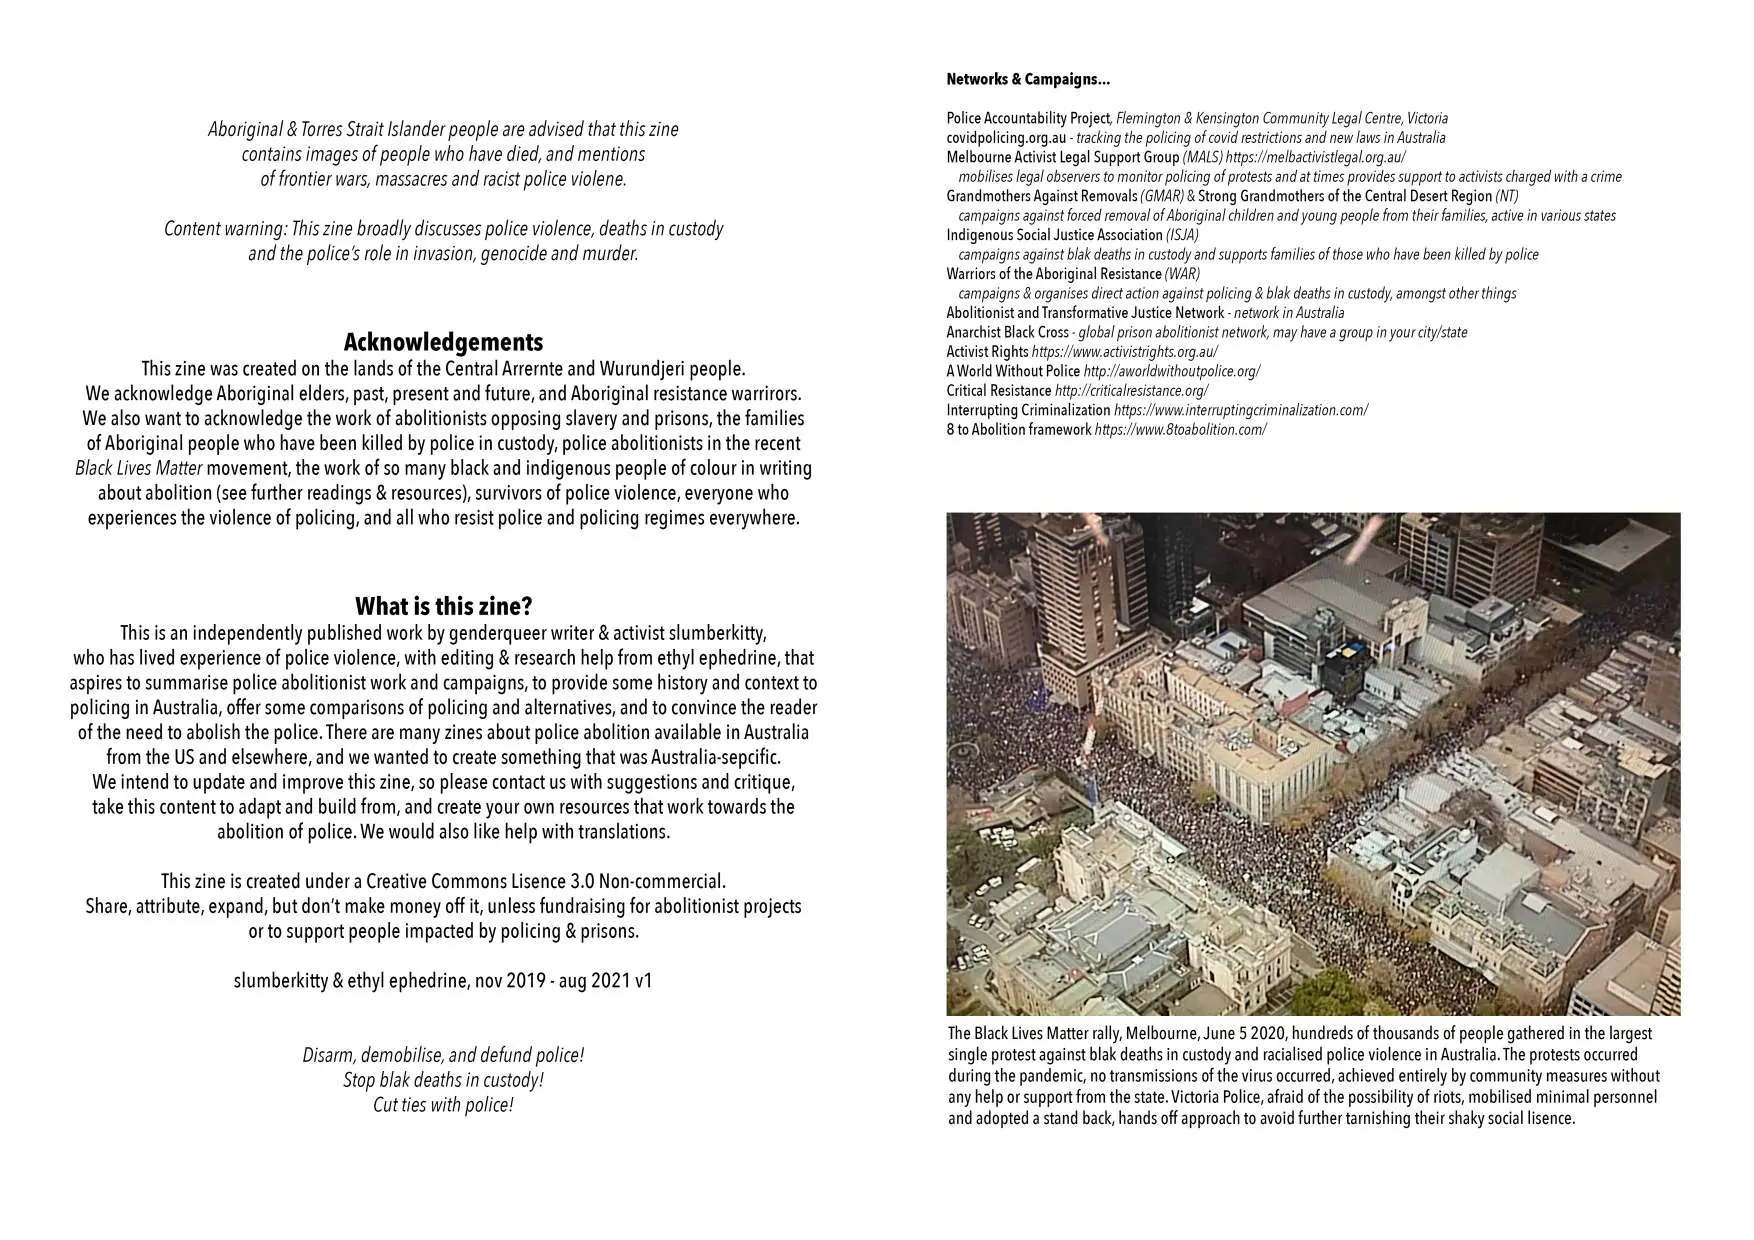 Aboriginal & Torres Strait Islander people are advised that this zine
contains images of people who have died, and mentions
of frontier wars, massacres and racist police violene.
Content warning: This zine broadly discusses police violence, deaths in custody
and the police's role in invasion, genocide and murder.
Acknowledgements
This zine was created on the lands of the Central Arrernte and Wurundjeri people.
We acknowledge Aboriginal elders, past, present and future, and Aboriginal resistance warrirors.
We also want to acknowledge the work of abolitionists opposing slavery and prisons, the families
of Aboriginal people who have been killed by police in custody, police abolitionists in the recent
Black Lives Matter movement, the work of so many black and indigenous people of colour in writing
about abolition (see further readings & resources), survivors of police violence, everyone who
experiences the violence of policing, and all who resist police and policing regimes everywhere.
What is this zine?
This is an independently published work by genderqueer writer & activist slumberkitty,
who has lived experience of police violence, with editing & research help from ethyl ephedrine, that
aspires to summarise police abolitionist work and campaigns, to provide some history and context to
policing in Australia, offer some comparisons of policing and alternatives, and to convince the reader
of the need to abolish the police. There are many zines about police abolition available in Australia
from the US and elsewhere, and we wanted to create something that was Australia-sepcific.
We intend to update and improve this zine, so please contact us with suggestions and critique,
take this content to adapt and build from, and create your own resources that work towards the
abolition of police. We would also like help with translations.
This zine is created under a Creative Commons Lisence 3.0 Non-commercial.
Share, attribute, expand, but don't make money off it, unless fundraising for abolitionist projects
or to support people impacted by policing & prisons.
slumberkitty & ethyl ephedrine, nov 2019 - aug 2021 v1
Disarm, demobilise, and defund police!
Stop blak deaths in custody!
Cut ties with police!
Networks & Campaigns...
Police Accountability Project, Flemington & Kensington Community Legal Centre, Victoria
covidpolicing.org.au - tracking the policing of covid restrictions and new laws in Australia
Melbourne Activist Legal Support Group (MALS) https://melbactivistlegal.org.au/
mobilises legal observers to monitor policing of protests and at times provides support to activists charged with a crime
Grandmothers Against Removals (GMAR) & Strong Grandmothers of the Central Desert Region (NT)
campaigns against forced removal of Aboriginal children and young people from their families, active in various states
Indigenous Social Justice Association (ISJA)
campaigns against blak deaths in custody and supports families of those who have been killed by police
Warriors of the Aboriginal Resistance (WAR)
campaigns & organises direct action against policing & blak deaths in custody, amongst other things
Abolitionist and Transformative Justice Network - network in Australia
Anarchist Black Cross - global prison abolitionist network, may have a group in your city/state
Activist Rights https://www.activistrights.org.au/
A World Without Police http://aworldwithoutpolice.org/
Critical Resistance http://criticalresistance.org/
Interrupting Criminalization https://www.interruptingcriminalization.com/
8 to Abolition framework https://www.8toabolition.com/
The Black Lives Matter rally, Melbourne, June 5 2020, hundreds of thousands of people gathered in the largest
single protest against blak deaths in custody and racialised police violence in Australia. The protests occurred
during the pandemic, no transmissions of the virus occurred, achieved entirely by community measures without
any help or support from the state. Victoria Police, afraid of the possibility of riots, mobilised minimal personnel
and adopted a stand back, hands off approach to avoid further tarnishing their shaky social lisence.